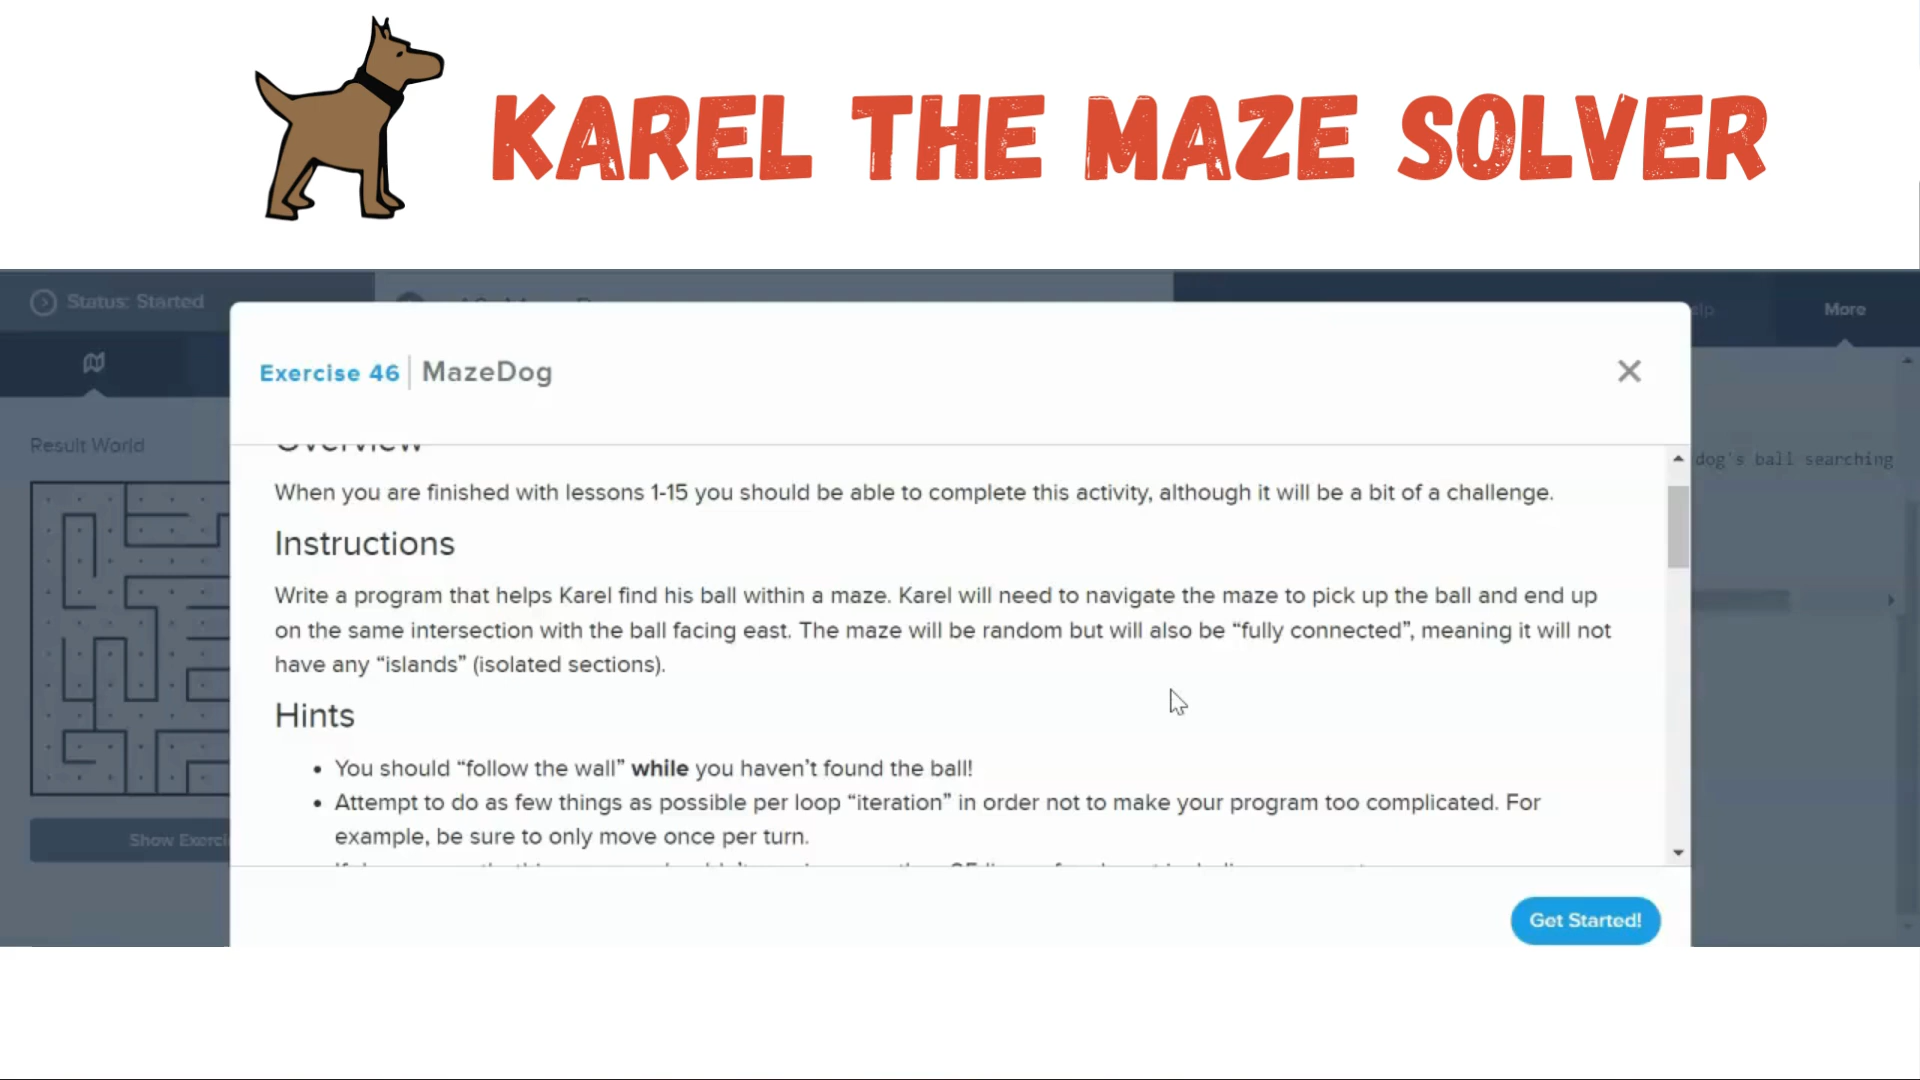 KAREL THE MAZE SOLVER
Status: Started
More
Exercise 46 | MazeDog
Result World
dog's ball searching
Overview
When you are finished with lessons 1-15 you should be able to complete this activity, although it will be a bit of a challenge.
Instructions
Write a program that helps Karel find his ball within a maze. Karel will need to navigate the maze to pick up the ball and end up
on the same intersection with the ball facing east. The maze will be random but will also be “fully connected”, meaning it will not
have any “islands” (isolated sections).
Hints
• You should “follow the wall” while you haven’t found the ball!
• Attempt to do as few things as possible per loop “iteration” in order not to make your program too complicated. For
example, be sure to only move once per turn.
Show Exerci
Get Started!